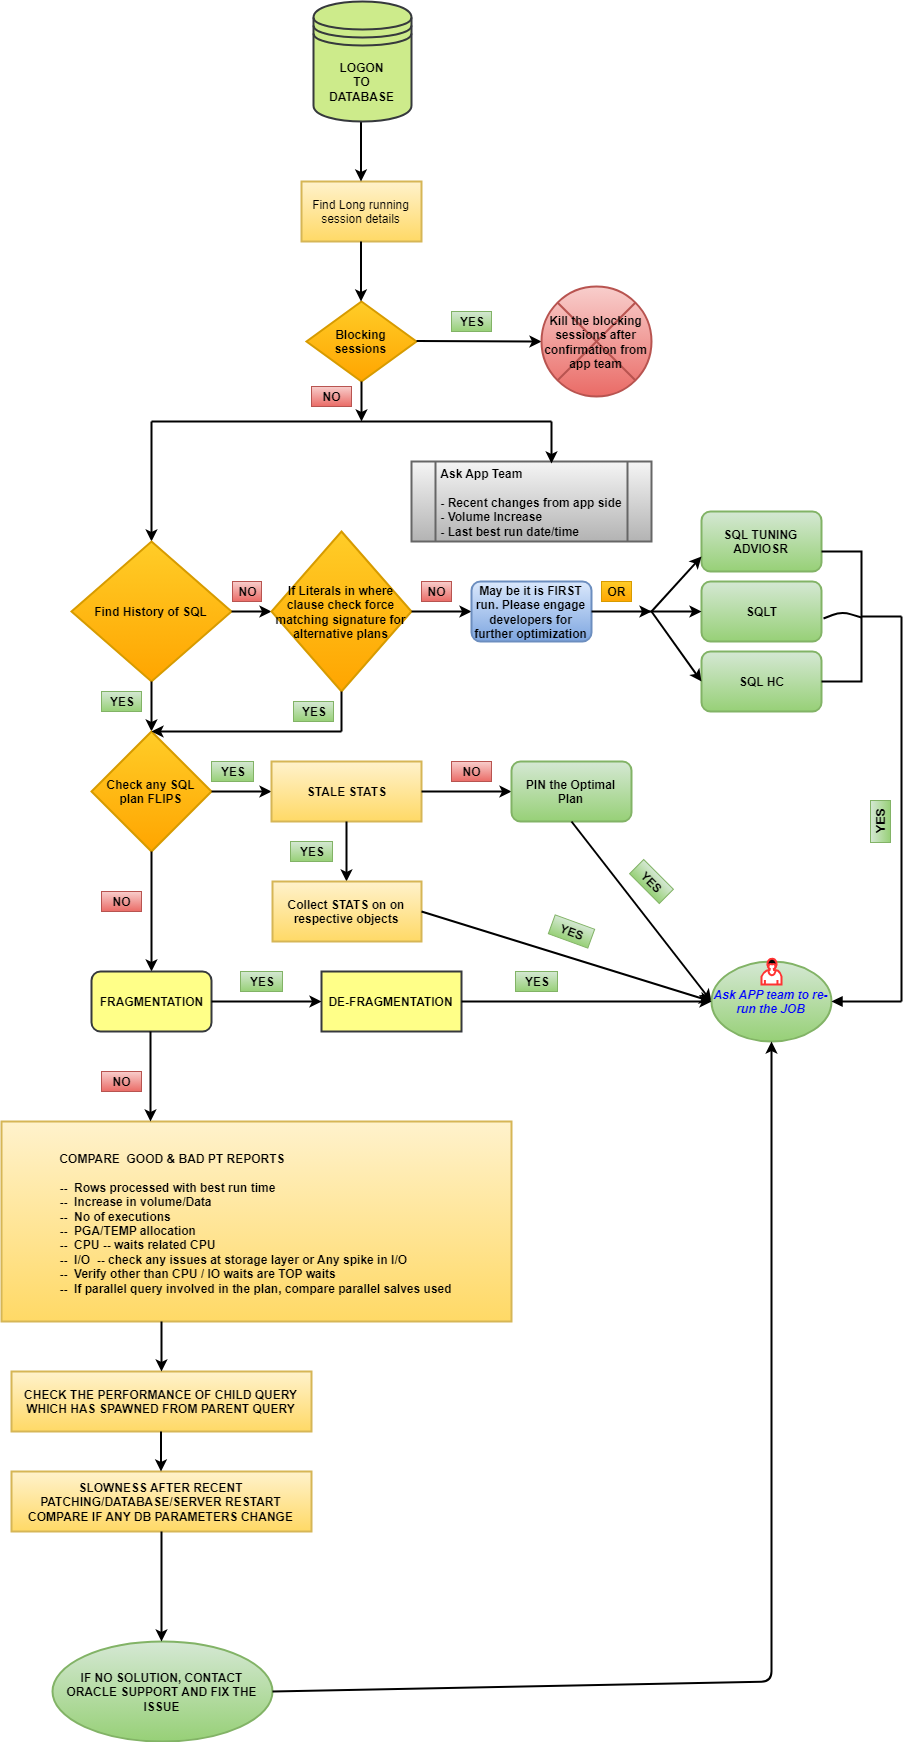 LOGON
TO
DATABASE
Find Long running
session details
Blocking
sessions
YES
Kill the blocking
sessions after
confirmation from
app team
NO
Ask App Team
- Recent changes from app side
- Volume Increase
- Last best run date/time
Find History of SQL
NO
If Literals in where
clause check force
matching signature for
alternative plans
NO
May be it is FIRST
run. Please engage
developers for
further optimization
OR
SQL TUNING
ADVIOSR
SQLT
SQL HC
YES
YES
Check any SQL
plan FLIPS
YES
STALE STATS
NO
PIN the Optimal
Plan
YES
YES
Collect STATS on on
respective objects
YES
YES
NO
FRAGMENTATION
YES
DE-FRAGMENTATION
YES
Ask APP team to re-
run the JOB
NO
COMPARE  GOOD & BAD PT REPORTS
--  Rows processed with best run time
--  Increase in volume/Data
--  No of executions
--  PGA/TEMP allocation
--  CPU -- waits related CPU
--  I/O  -- check any issues at storage layer or Any spike in I/O
--  Verify other than CPU / IO waits are TOP waits
--  If parallel query involved in the plan, compare parallel salves used
CHECK THE PERFORMANCE OF CHILD QUERY
WHICH HAS SPAWNED FROM PARENT QUERY
SLOWNESS AFTER RECENT
PATCHING/DATABASE/SERVER RESTART
COMPARE IF ANY DB PARAMETERS CHANGE
IF NO SOLUTION, CONTACT
ORACLE SUPPORT AND FIX THE
ISSUE